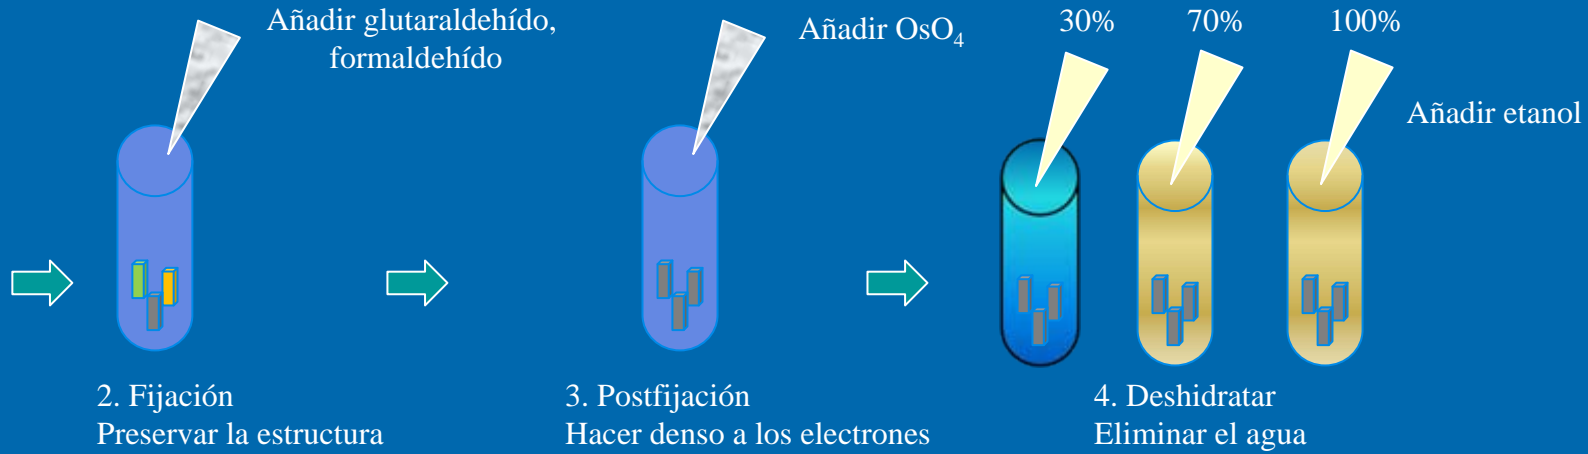 Añadir glutaraldehído,
formaldehído
2. Fijación
Preservar la estructura
Añadir OsO₄
3. Postfijación
Hacer denso a los electrones
30% 70% 100%
Añadir etanol
4. Deshidratar
Eliminar el agua